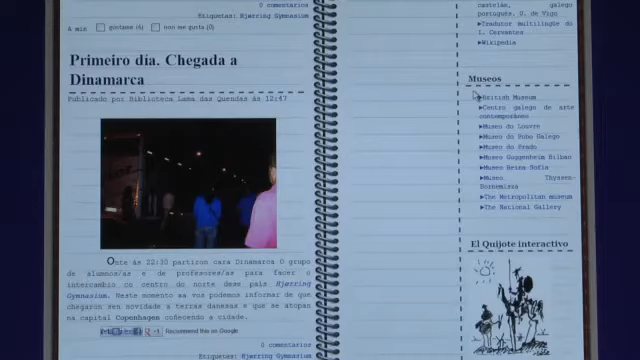 0 comentarios
Etiquetas: Hjørring Gymnasium
A min
gústame (6)
non me gusta (0)
Primeiro día. Chegada a
Dinamarca
Publicado por Biblioteca Lama das Quendas ás 12:47
Onte ás 22:30 partiron cara Dinamarca O grupo
de alumnos/as e de profesores/as para facer o
intercambio co centro do norte dese país Hjørring
Gymnasium. Neste momento xa vos podemos informar de que
chegaron sen novidade a terras danesas e que se atopan
na capital Copenhagen coñecendo a cidade.
Recommend this on Google
0 comentarios
Etiquetas: Hjørring Gymnasium
castelán, galego
portugués. U. de Vigo
Tradutor multilingüe do
I. Cervantes
Wikipedia
Museos
British Museum
Centro galego de arte
contemporáneo
Museo do Louvre
Museo do Pobo Galego
Museo do Prado
Museo Guggenheim Bilbao
Museo Reina Sofía
Museo Thyssen-
Bornemisza
The Metropolitan museum
The National Gallery
El Quijote interactivo